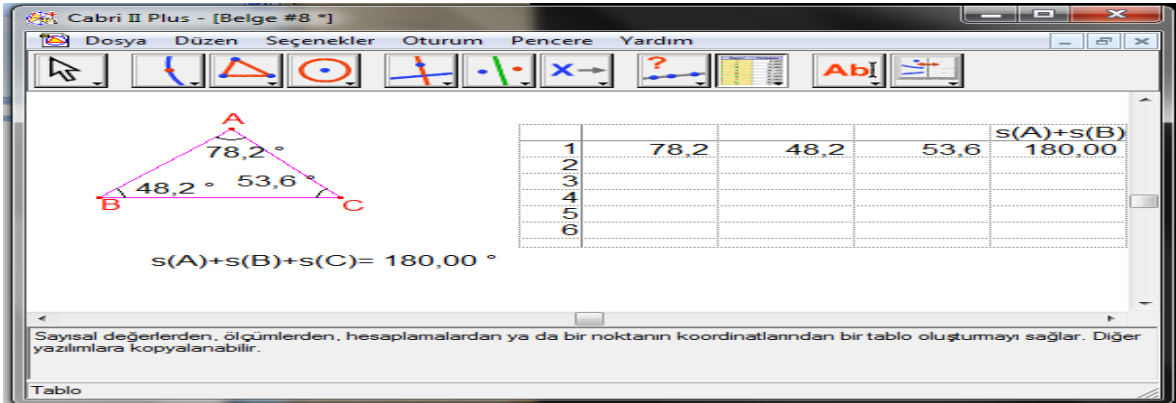 Cabri II Plus - [Belge #8 *]
Dosya Düzen Seçenekler Oturum Pencere Yardım
X ? Ab
A
78,2 °
48,2 ° 53,6 °
B C
s(A)+s(B)+s(C)= 180,00 °
s(A)+s(B)
1 78,2 48,2 53,6 180,00
2
3
4
5
6
Sayısal değerlerden, ölçümlerden, hesaplamalardan ya da bir noktanın koordinatlarından bir tablo oluşturmayı sağlar. Diğer
yazılımlara kopyalanabilir.
Tablo